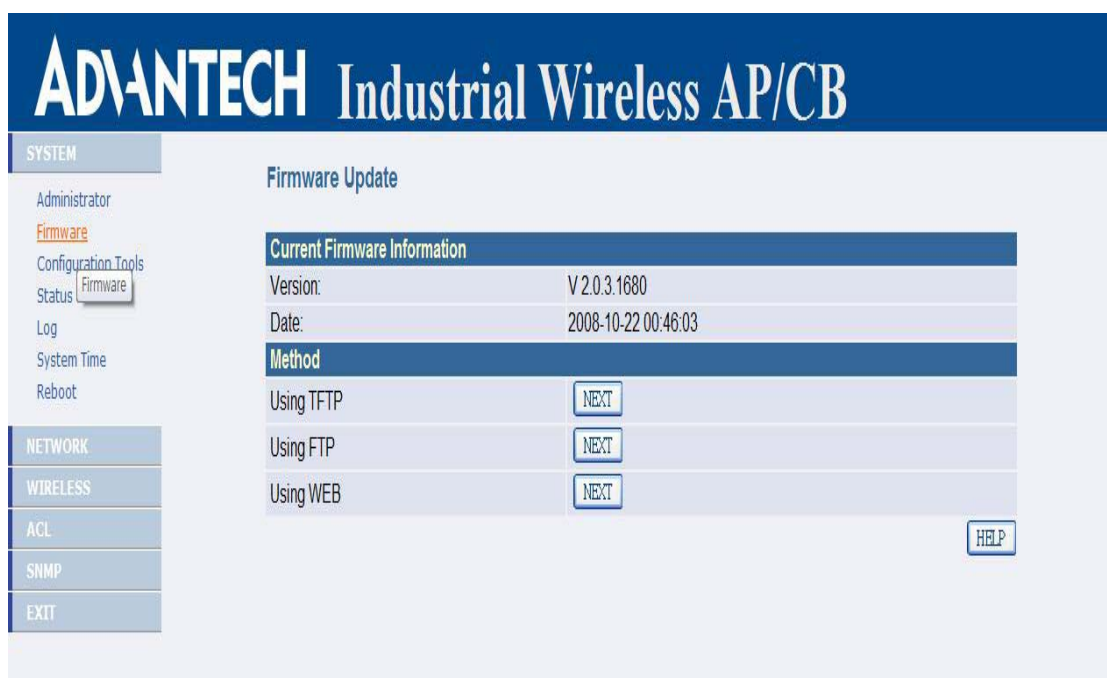 ADVANTECH Industrial Wireless AP/CB
SYSTEM
Administrator
Firmware
Configuration Tools
Status
Firmware
Log
System Time
Reboot
NETWORK
WIRELESS
ACL
SNMP
EXIT
Firmware Update
Current Firmware Information
Version: V 2.0.3.1680
Date: 2008-10-22 00:46:03
Method
Using TFTP NEXT
Using FTP NEXT
Using WEB NEXT
HELP